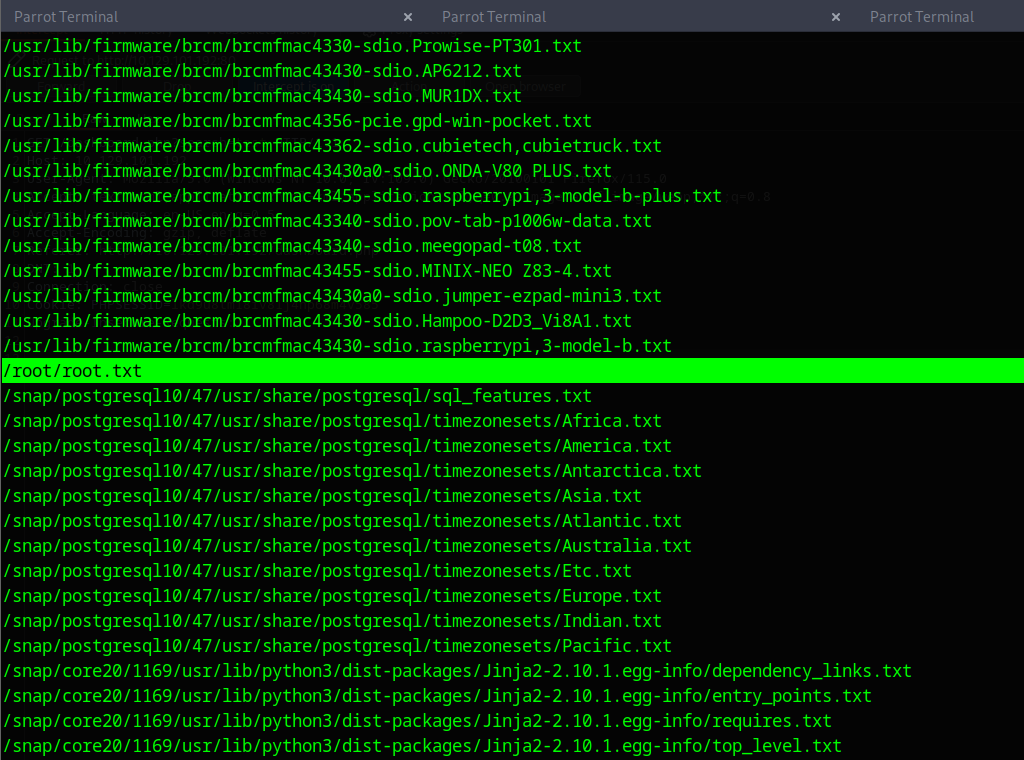 Parrot Terminal × Parrot Terminal × Parrot Terminal
/usr/lib/firmware/brcm/brcmfmac4330-sdio.Prowise-PT301.txt
/usr/lib/firmware/brcm/brcmfmac43430-sdio.AP6212.txt
/usr/lib/firmware/brcm/brcmfmac43430-sdio.MUR1DX.txt
/usr/lib/firmware/brcm/brcmfmac4356-pcie.gpd-win-pocket.txt
/usr/lib/firmware/brcm/brcmfmac43362-sdio.cubietech,cubietruck.txt
/usr/lib/firmware/brcm/brcmfmac43430a0-sdio.ONDA-V80 PLUS.txt
/usr/lib/firmware/brcm/brcmfmac43455-sdio.raspberrypi,3-model-b-plus.txt
/usr/lib/firmware/brcm/brcmfmac43340-sdio.pov-tab-p1006w-data.txt
/usr/lib/firmware/brcm/brcmfmac43340-sdio.meegopad-t08.txt
/usr/lib/firmware/brcm/brcmfmac43455-sdio.MINIX-NEO Z83-4.txt
/usr/lib/firmware/brcm/brcmfmac43430a0-sdio.jumper-ezpad-mini3.txt
/usr/lib/firmware/brcm/brcmfmac43430-sdio.Hampoo-D2D3_Vi8A1.txt
/usr/lib/firmware/brcm/brcmfmac43430-sdio.raspberrypi,3-model-b.txt
/root/root.txt
/snap/postgresql10/47/usr/share/postgresql/sql_features.txt
/snap/postgresql10/47/usr/share/postgresql/timezonesets/Africa.txt
/snap/postgresql10/47/usr/share/postgresql/timezonesets/America.txt
/snap/postgresql10/47/usr/share/postgresql/timezonesets/Antarctica.txt
/snap/postgresql10/47/usr/share/postgresql/timezonesets/Asia.txt
/snap/postgresql10/47/usr/share/postgresql/timezonesets/Atlantic.txt
/snap/postgresql10/47/usr/share/postgresql/timezonesets/Australia.txt
/snap/postgresql10/47/usr/share/postgresql/timezonesets/Etc.txt
/snap/postgresql10/47/usr/share/postgresql/timezonesets/Europe.txt
/snap/postgresql10/47/usr/share/postgresql/timezonesets/Indian.txt
/snap/postgresql10/47/usr/share/postgresql/timezonesets/Pacific.txt
/snap/core20/1169/usr/lib/python3/dist-packages/Jinja2-2.10.1.egg-info/dependency_links.txt
/snap/core20/1169/usr/lib/python3/dist-packages/Jinja2-2.10.1.egg-info/entry_points.txt
/snap/core20/1169/usr/lib/python3/dist-packages/Jinja2-2.10.1.egg-info/requires.txt
/snap/core20/1169/usr/lib/python3/dist-packages/Jinja2-2.10.1.egg-info/top_level.txt